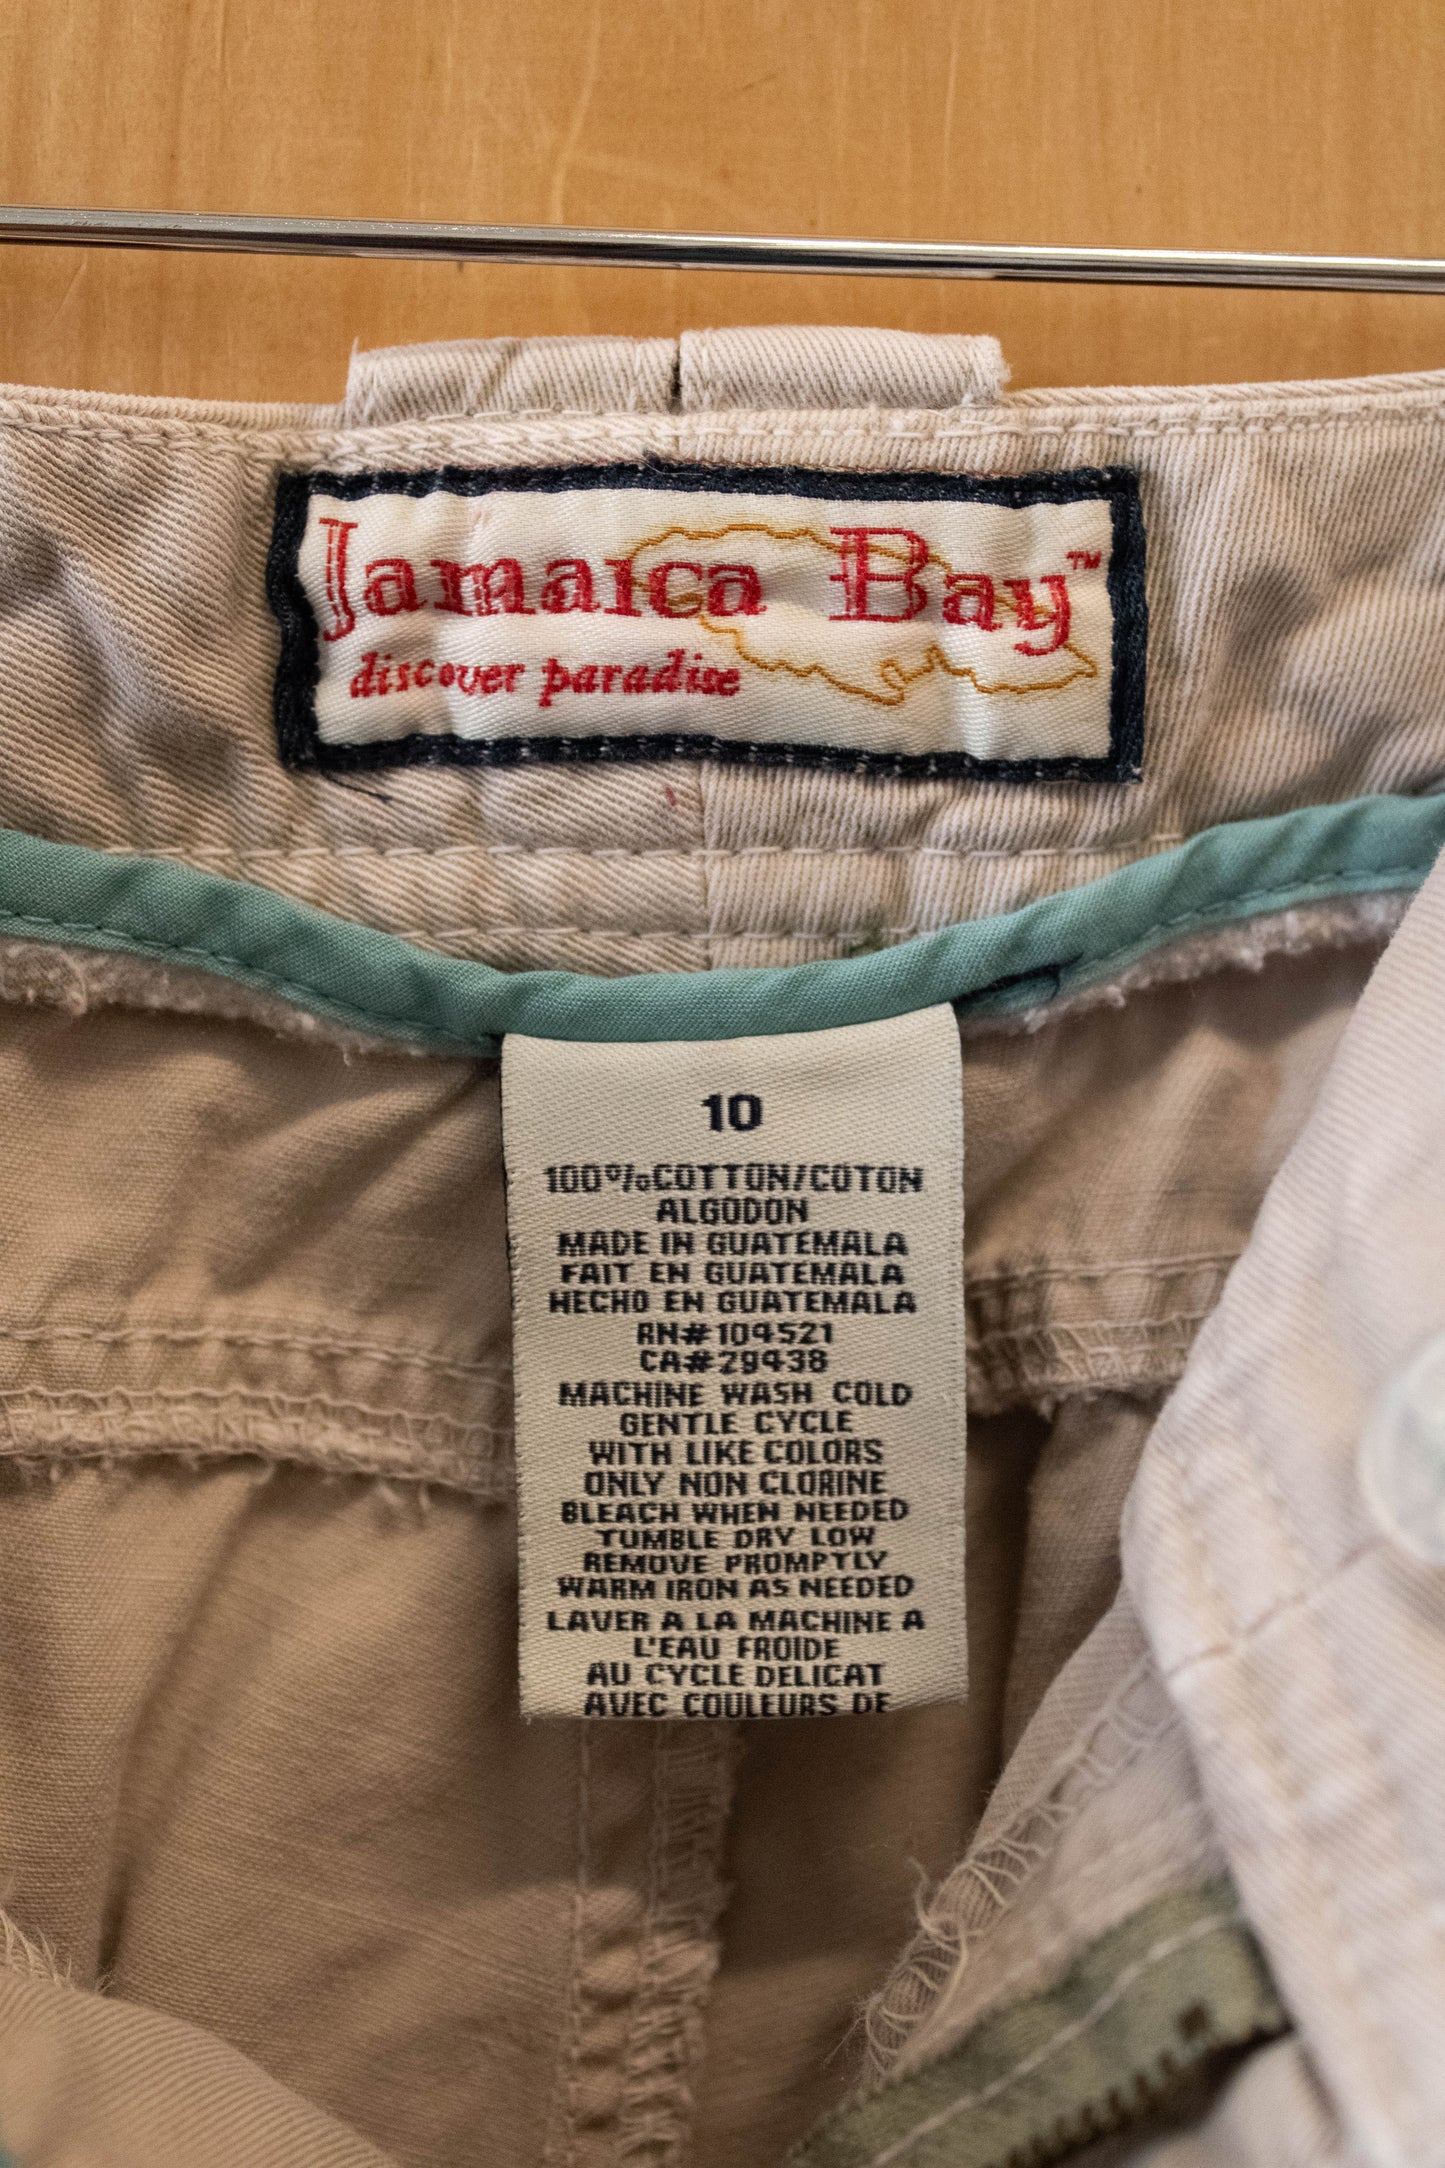 Jamaica Bay™
discover paradise
10
100%COTTON/COTON
ALGODON
MADE IN GUATEMALA
FAIT EN GUATEMALA
HECHO EN GUATEMALA
RN#104521
CA#29438
MACHINE WASH COLD
GENTLE CYCLE
WITH LIKE COLORS
ONLY NON CLORINE
BLEACH WHEN NEEDED
TUMBLE DRY LOW
REMOVE PROMPTLY
WARM IRON AS NEEDED
LAVER A LA MACHINE A
L'EAU FROIDE
AU CYCLE DELICAT
AVEC COULEURS DE